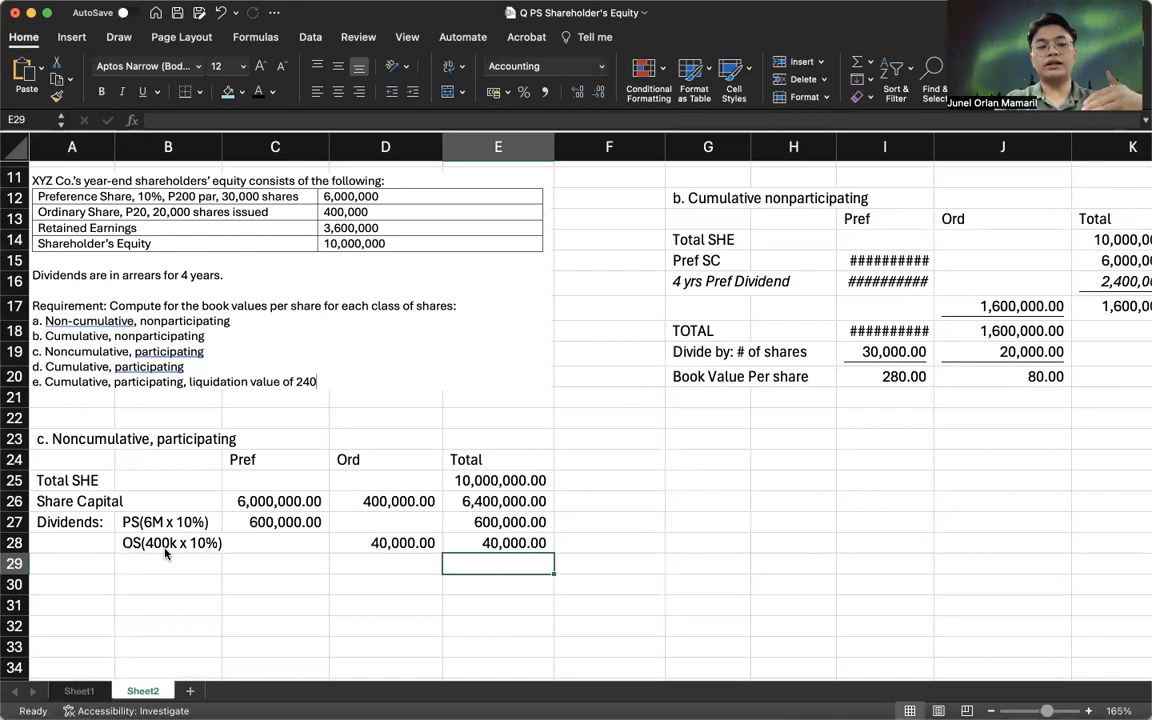 AutoSave
Q PS Shareholder's Equity
Home Insert Draw Page Layout Formulas Data Review View Automate Acrobat Tell me
Paste
Aptos Narrow (Bod... 12
Accounting
Conditional Formatting
Format as Table
Cell Styles
Insert
Delete
Format
Sort & Filter
Find &
Junel Orlan Mamaril
E29
fx
A B C D E F G H I J K
11 XYZ Co.'s year-end shareholders' equity consists of the following:
12 Preference Share, 10%, P200 par, 30,000 shares 6,000,000 b. Cumulative nonparticipating
13 Ordinary Share, P20, 20,000 shares issued 400,000 Pref Ord Total
14 Retained Earnings 3,600,000 Total SHE
Shareholder's Equity 10,000,000
15 Pref SC ##########
16 Dividends are in arrears for 4 years. 4 yrs Pref Dividend ##########
17 Requirement: Compute for the book values per share for each class of shares: 1,600,000.00
18 a. Non-cumulative, nonparticipating TOTAL ########## 1,600,000.00
b. Cumulative, nonparticipating
19 c. Noncumulative, participating Divide by: # of shares 30,000.00 20,000.00
d. Cumulative, participating
20 e. Cumulative, participating, liquidation value of 240 Book Value Per share 280.00 80.00
21
22
23 c. Noncumulative, participating
24 Pref Ord Total
25 Total SHE 10,000,000.00
26 Share Capital 6,000,000.00 400,000.00 6,400,000.00
27 Dividends: PS(6M x 10%) 600,000.00 600,000.00
28 OS(400k x 10%) 40,000.00 40,000.00
29
30
31
32
33
34
Sheet1 Sheet2
Ready Accessibility: Investigate 165%